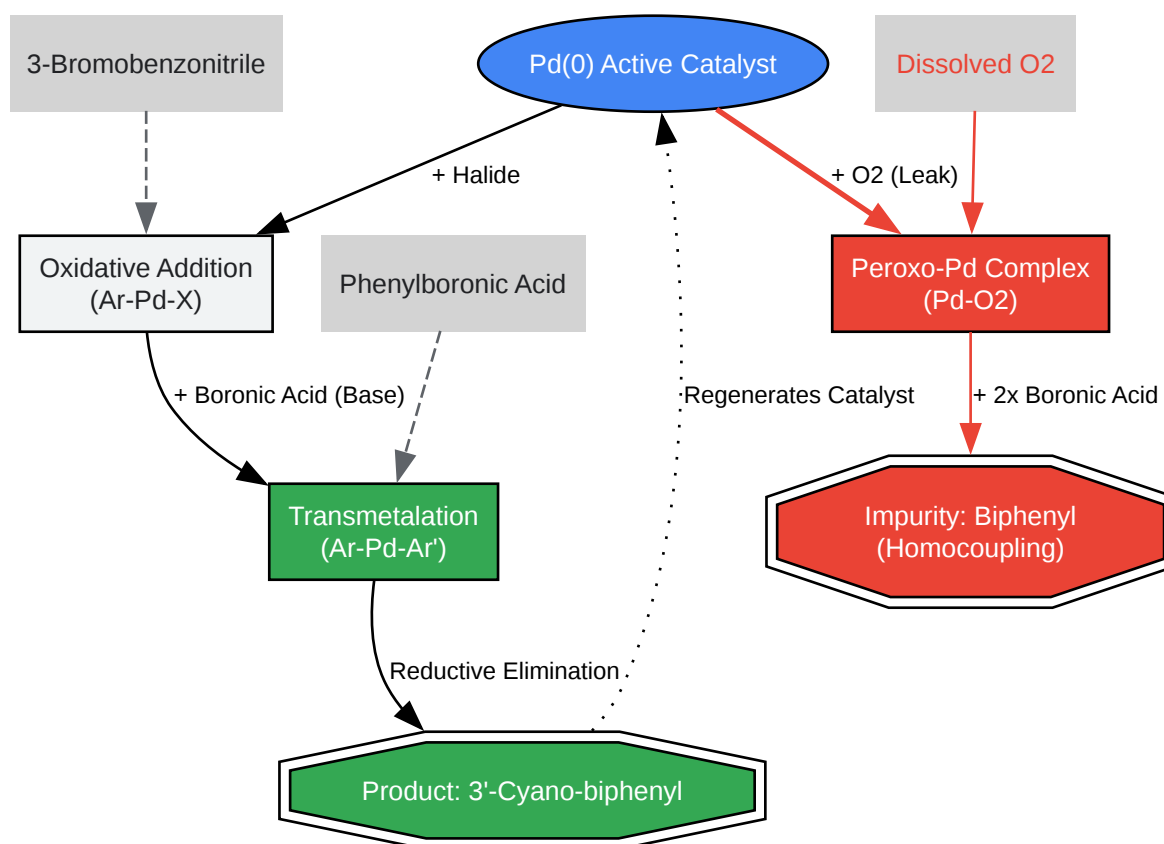 3-Bromobenzonitrile
Pd(0) Active Catalyst
Dissolved O2
+ Halide
+ O2 (Leak)
Oxidative Addition
(Ar-Pd-X)
Phenylboronic Acid
Peroxo-Pd Complex
(Pd-O2)
+ Boronic Acid (Base)
Regenerates Catalyst
+ 2x Boronic Acid
Transmetalation
(Ar-Pd-Ar')
Impurity: Biphenyl
(Homocoupling)
Reductive Elimination
Product: 3'-Cyano-biphenyl